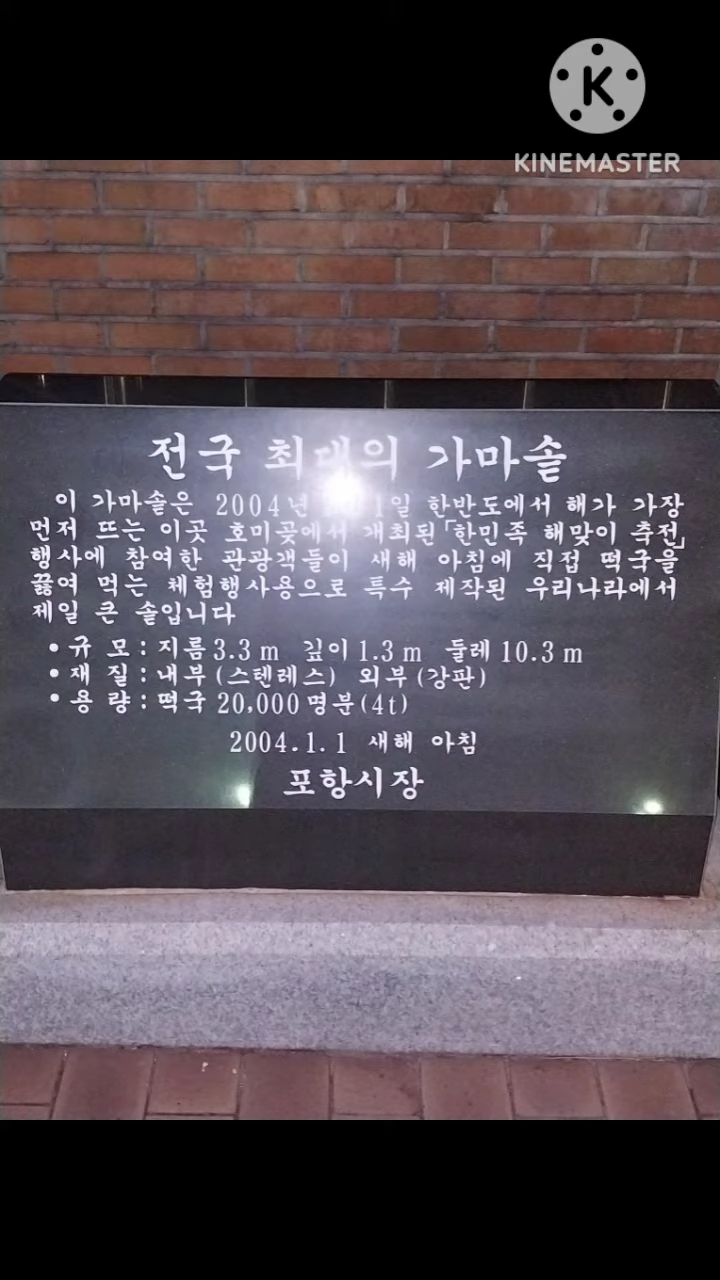 KINEMASTER
전국 최대의 가마솥
이 가마솥은 2004년 1일 한반도에서 해가 가장
먼저 뜨는 이곳 호미곶에서 개최된 「한민족 해맞이 축전」
행사에 참여한 관광객들이 새해 아침에 직접 떡국을
끓여 먹는 체험행사용으로 특수 제작된 우리나라에서
제일 큰 솥입니다
• 규 모 : 지름 3.3 m 깊이 1.3 m 둘레 10.3 m
• 재 질 : 내부 (스텐레스) 외부 (강판)
• 용 량 : 떡국 20,000 명분 (4t)
2004.1.1 새해 아침
포항시장